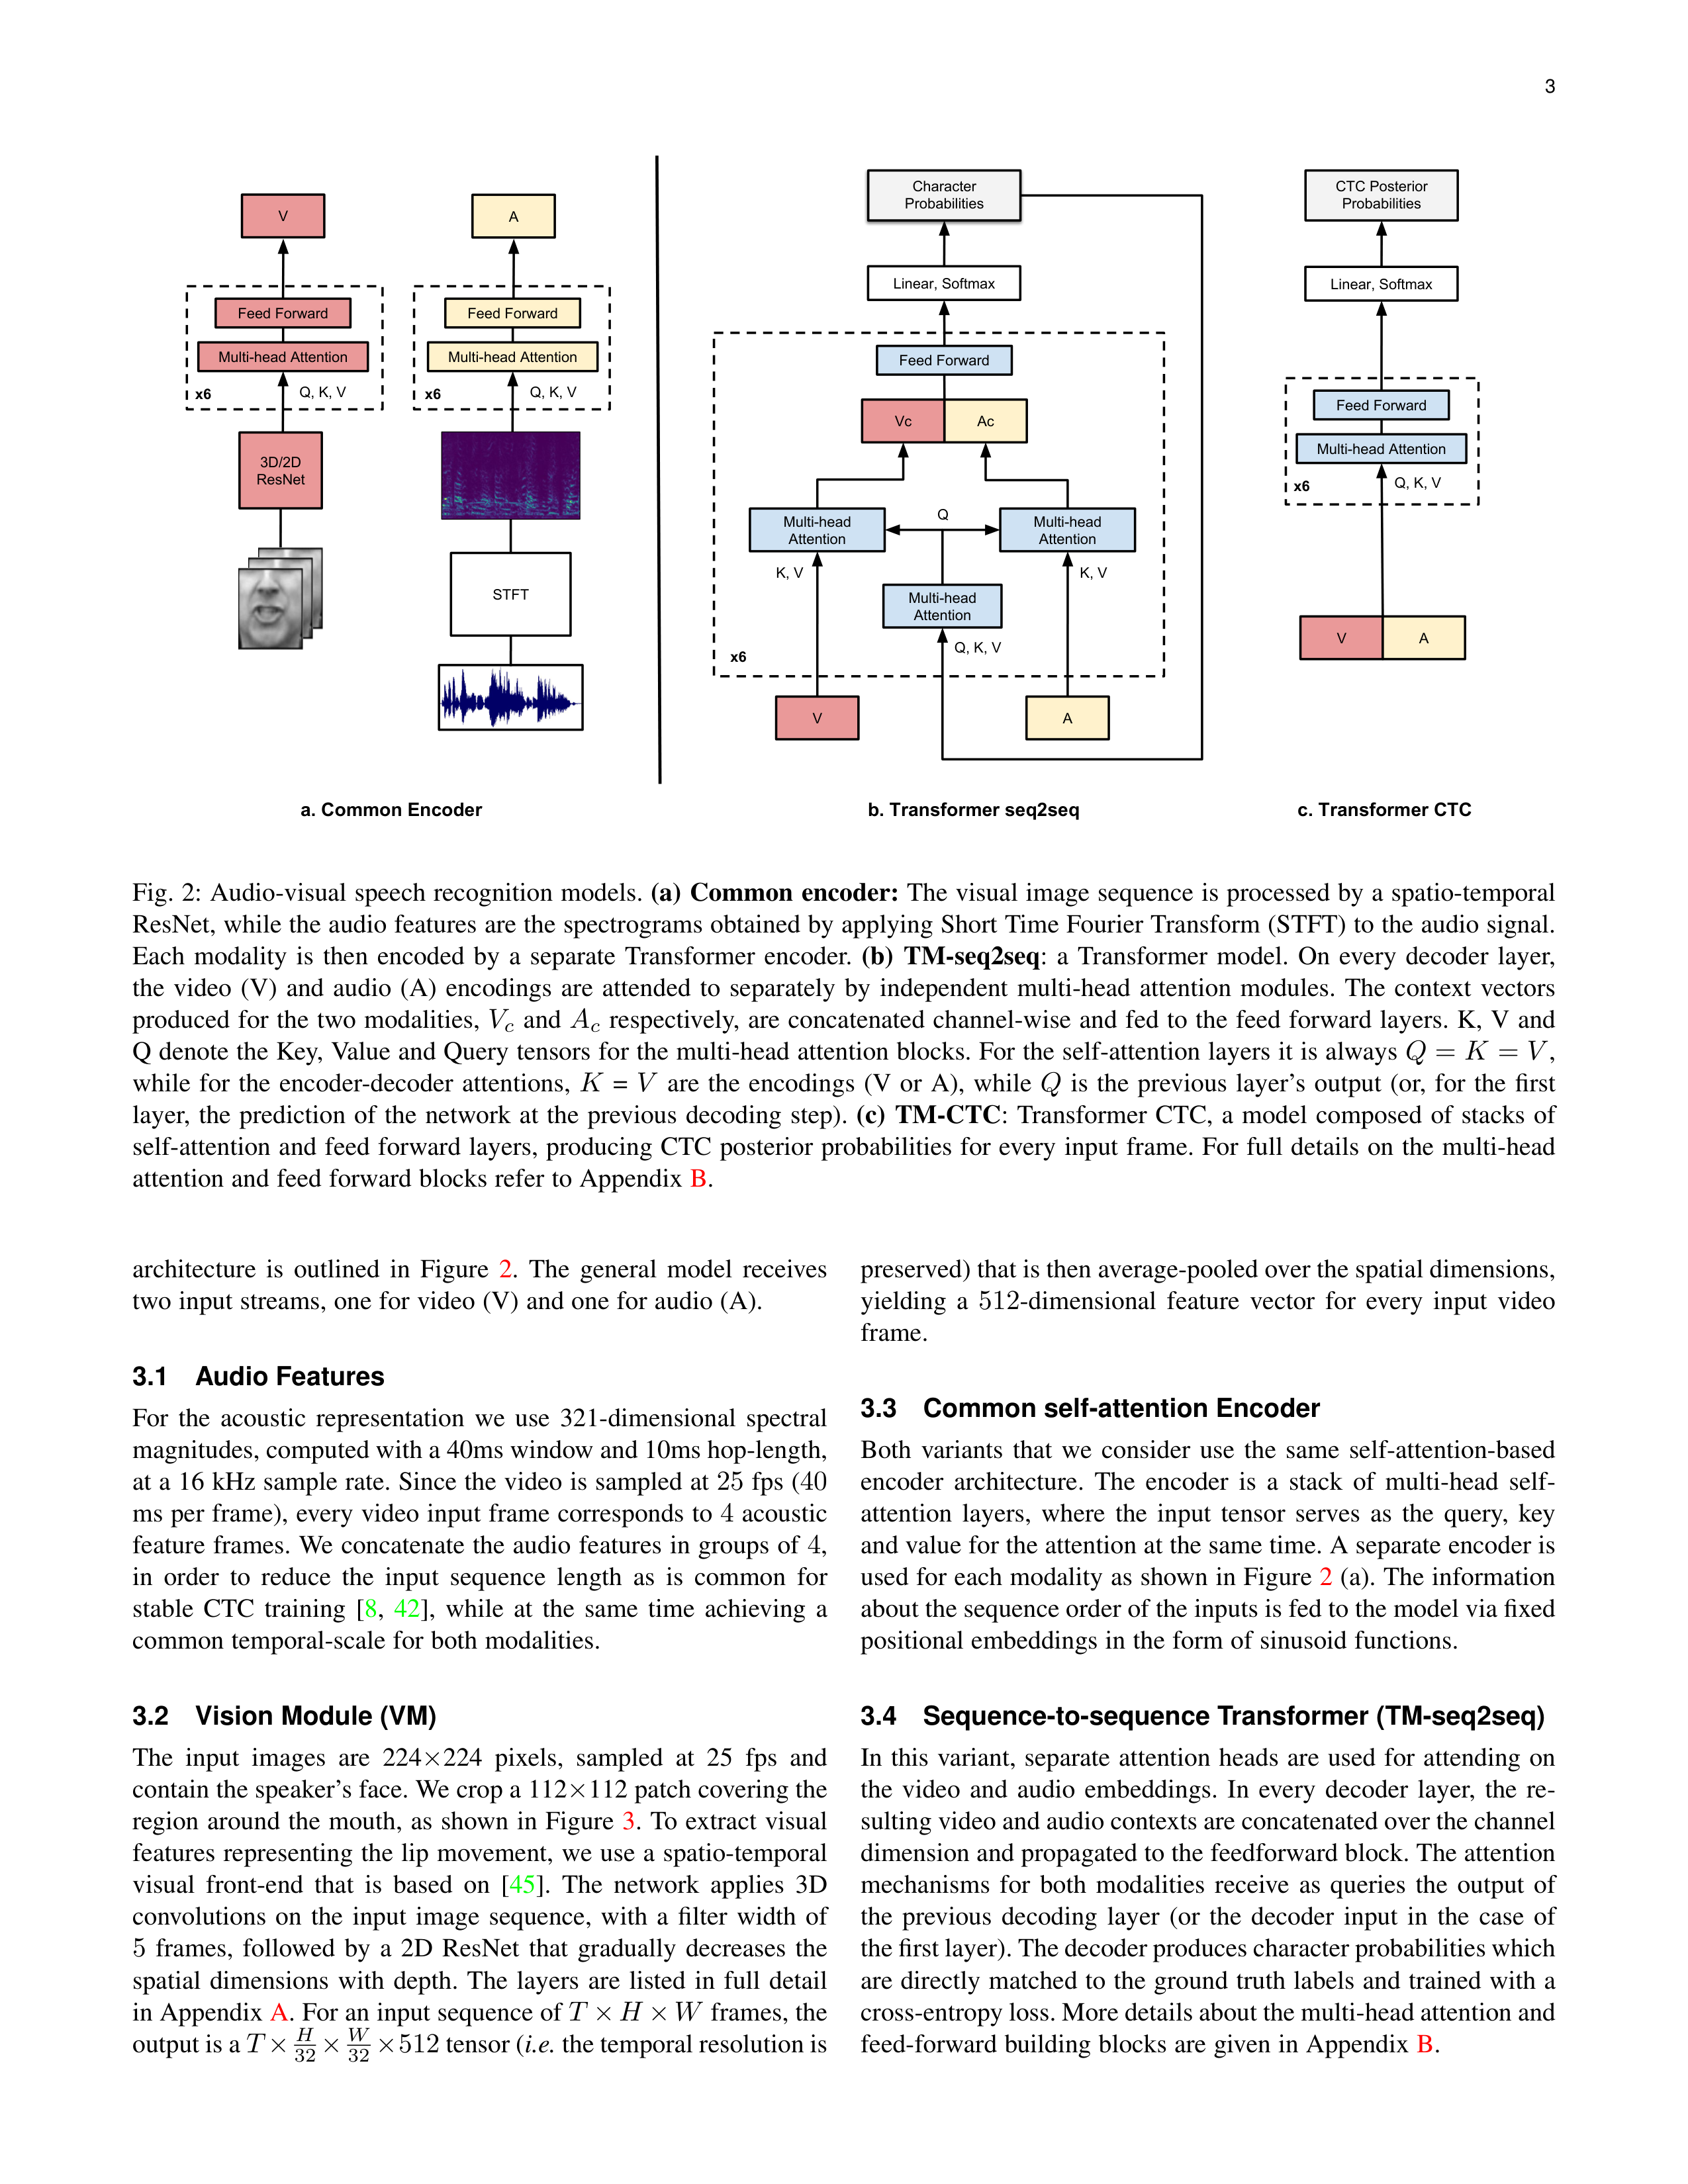 3
V
A
Feed Forward
Multi-head Attention
x6
Q, K, V
3D/2D
ResNet
Feed Forward
Multi-head Attention
x6
Q, K, V
STFT
a. Common Encoder
Character
Probabilities
Linear, Softmax
Feed Forward
Vc
Ac
Multi-head
Attention
Q
Multi-head
Attention
K, V
K, V
Multi-head
Attention
Q, K, V
x6
V
A
b. Transformer seq2seq
CTC Posterior
Probabilities
Linear, Softmax
Feed Forward
Multi-head Attention
x6
Q, K, V
V
A
c. Transformer CTC
Fig. 2: Audio-visual speech recognition models. (a) Common encoder: The visual image sequence is processed by a spatio-temporal
ResNet, while the audio features are the spectrograms obtained by applying Short Time Fourier Transform (STFT) to the audio signal.
Each modality is then encoded by a separate Transformer encoder. (b) TM-seq2seq: a Transformer model. On every decoder layer,
the video (V) and audio (A) encodings are attended to separately by independent multi-head attention modules. The context vectors
produced for the two modalities, V_c and A_c respectively, are concatenated channel-wise and fed to the feed forward layers. K, V and
Q denote the Key, Value and Query tensors for the multi-head attention blocks. For the self-attention layers it is always Q = K = V,
while for the encoder-decoder attentions, K = V are the encodings (V or A), while Q is the previous layer's output (or, for the first
layer, the prediction of the network at the previous decoding step). (c) TM-CTC: Transformer CTC, a model composed of stacks of
self-attention and feed forward layers, producing CTC posterior probabilities for every input frame. For full details on the multi-head
attention and feed forward blocks refer to Appendix B.
architecture is outlined in Figure 2. The general model receives
two input streams, one for video (V) and one for audio (A).
3.1 Audio Features
For the acoustic representation we use 321-dimensional spectral
magnitudes, computed with a 40ms window and 10ms hop-length,
at a 16 kHz sample rate. Since the video is sampled at 25 fps (40
ms per frame), every video input frame corresponds to 4 acoustic
feature frames. We concatenate the audio features in groups of 4,
in order to reduce the input sequence length as is common for
stable CTC training [8, 42], while at the same time achieving a
common temporal-scale for both modalities.
3.2 Vision Module (VM)
The input images are 224×224 pixels, sampled at 25 fps and
contain the speaker's face. We crop a 112×112 patch covering the
region around the mouth, as shown in Figure 3. To extract visual
features representing the lip movement, we use a spatio-temporal
visual front-end that is based on [45]. The network applies 3D
convolutions on the input image sequence, with a filter width of
5 frames, followed by a 2D ResNet that gradually decreases the
spatial dimensions with depth. The layers are listed in full detail
in Appendix A. For an input sequence of T × H × W frames, the
output is a T × H/32 × W/32 × 512 tensor (i.e. the temporal resolution is
preserved) that is then average-pooled over the spatial dimensions,
yielding a 512-dimensional feature vector for every input video
frame.
3.3 Common self-attention Encoder
Both variants that we consider use the same self-attention-based
encoder architecture. The encoder is a stack of multi-head self-
attention layers, where the input tensor serves as the query, key
and value for the attention at the same time. A separate encoder is
used for each modality as shown in Figure 2 (a). The information
about the sequence order of the inputs is fed to the model via fixed
positional embeddings in the form of sinusoid functions.
3.4 Sequence-to-sequence Transformer (TM-seq2seq)
In this variant, separate attention heads are used for attending on
the video and audio embeddings. In every decoder layer, the re-
sulting video and audio contexts are concatenated over the channel
dimension and propagated to the feedforward block. The attention
mechanisms for both modalities receive as queries the output of
the previous decoding layer (or the decoder input in the case of
the first layer). The decoder produces character probabilities which
are directly matched to the ground truth labels and trained with a
cross-entropy loss. More details about the multi-head attention and
feed-forward building blocks are given in Appendix B.